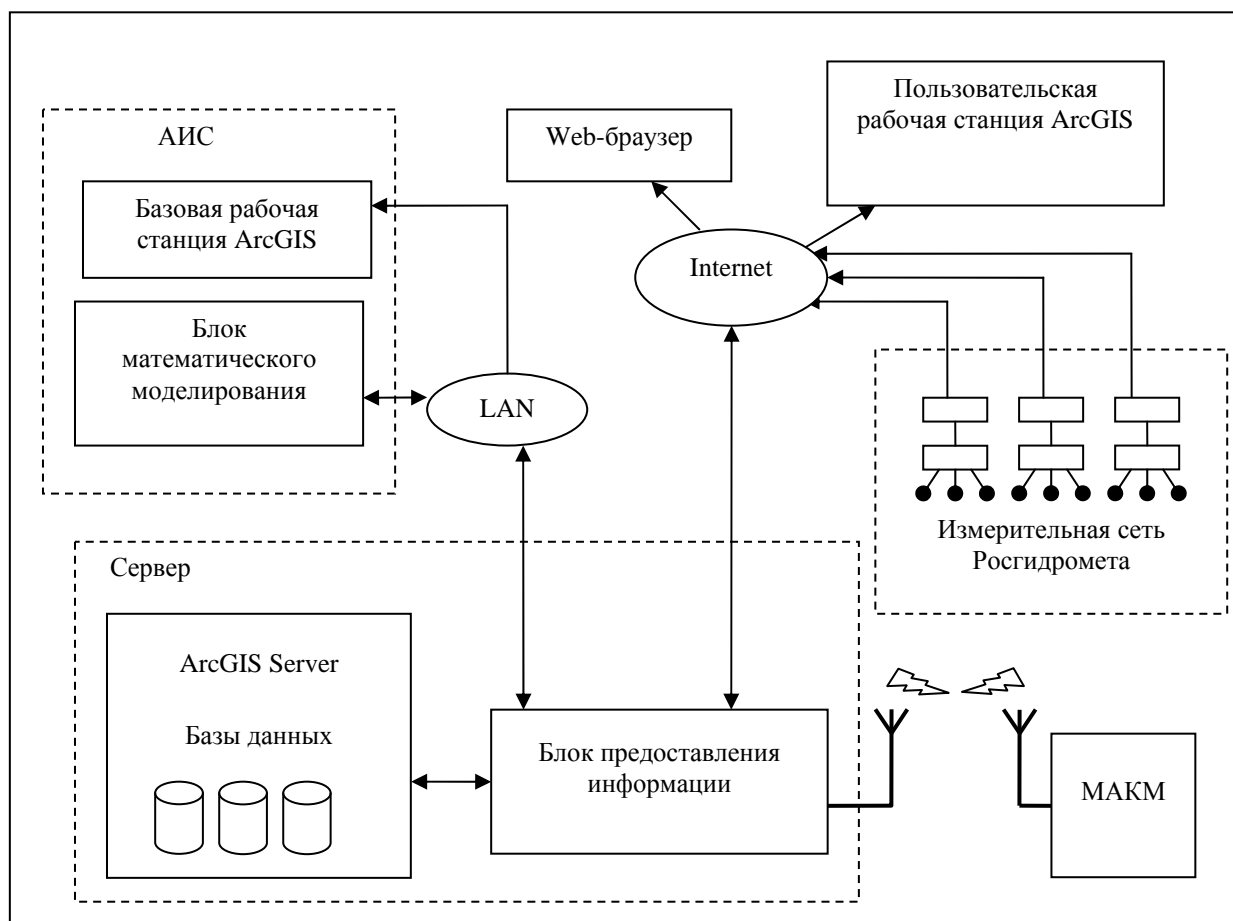 Пользовательская
рабочая станция ArcGIS
Web-браузер
АИС
Базовая рабочая
станция ArcGIS
Internet
Блок
математического
моделирования
LAN
Измерительная сеть
Росгидромета
Сервер
ArcGIS Server
Базы данных
Блок предоставления
информации
МАКМ